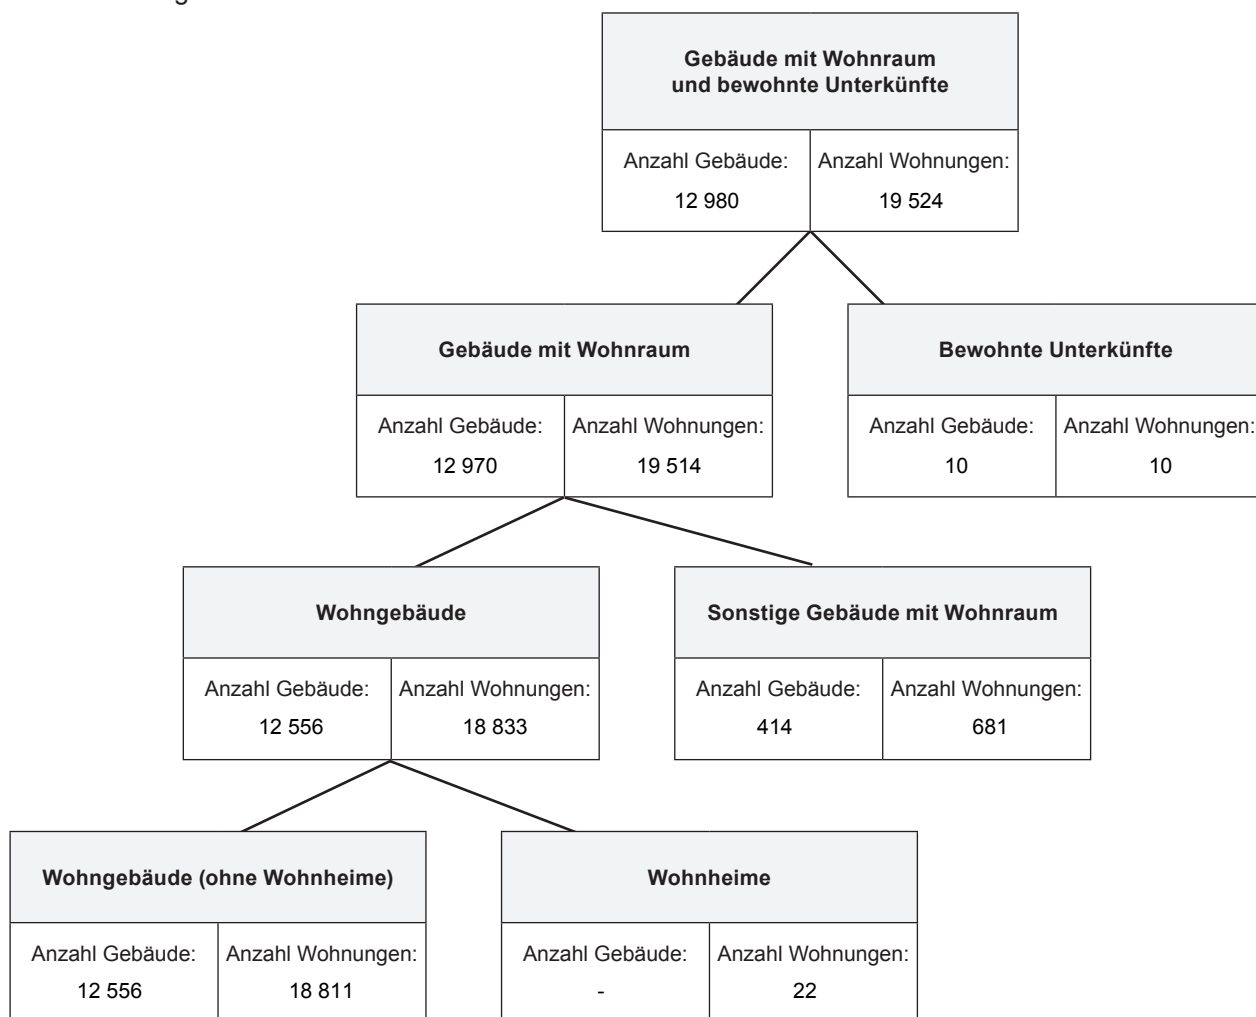 Gebäude mit Wohnraum
und bewohnte Unterkünfte
Anzahl Gebäude: Anzahl Wohnungen:
12 980 19 524
Gebäude mit Wohnraum
Anzahl Gebäude: Anzahl Wohnungen:
12 970 19 514
Bewohnte Unterkünfte
Anzahl Gebäude: Anzahl Wohnungen:
10 10
Wohngebäude
Anzahl Gebäude: Anzahl Wohnungen:
12 556 18 833
Sonstige Gebäude mit Wohnraum
Anzahl Gebäude: Anzahl Wohnungen:
414 681
Wohngebäude (ohne Wohnheime)
Anzahl Gebäude: Anzahl Wohnungen:
12 556 18 811
Wohnheime
Anzahl Gebäude: Anzahl Wohnungen:
- 22